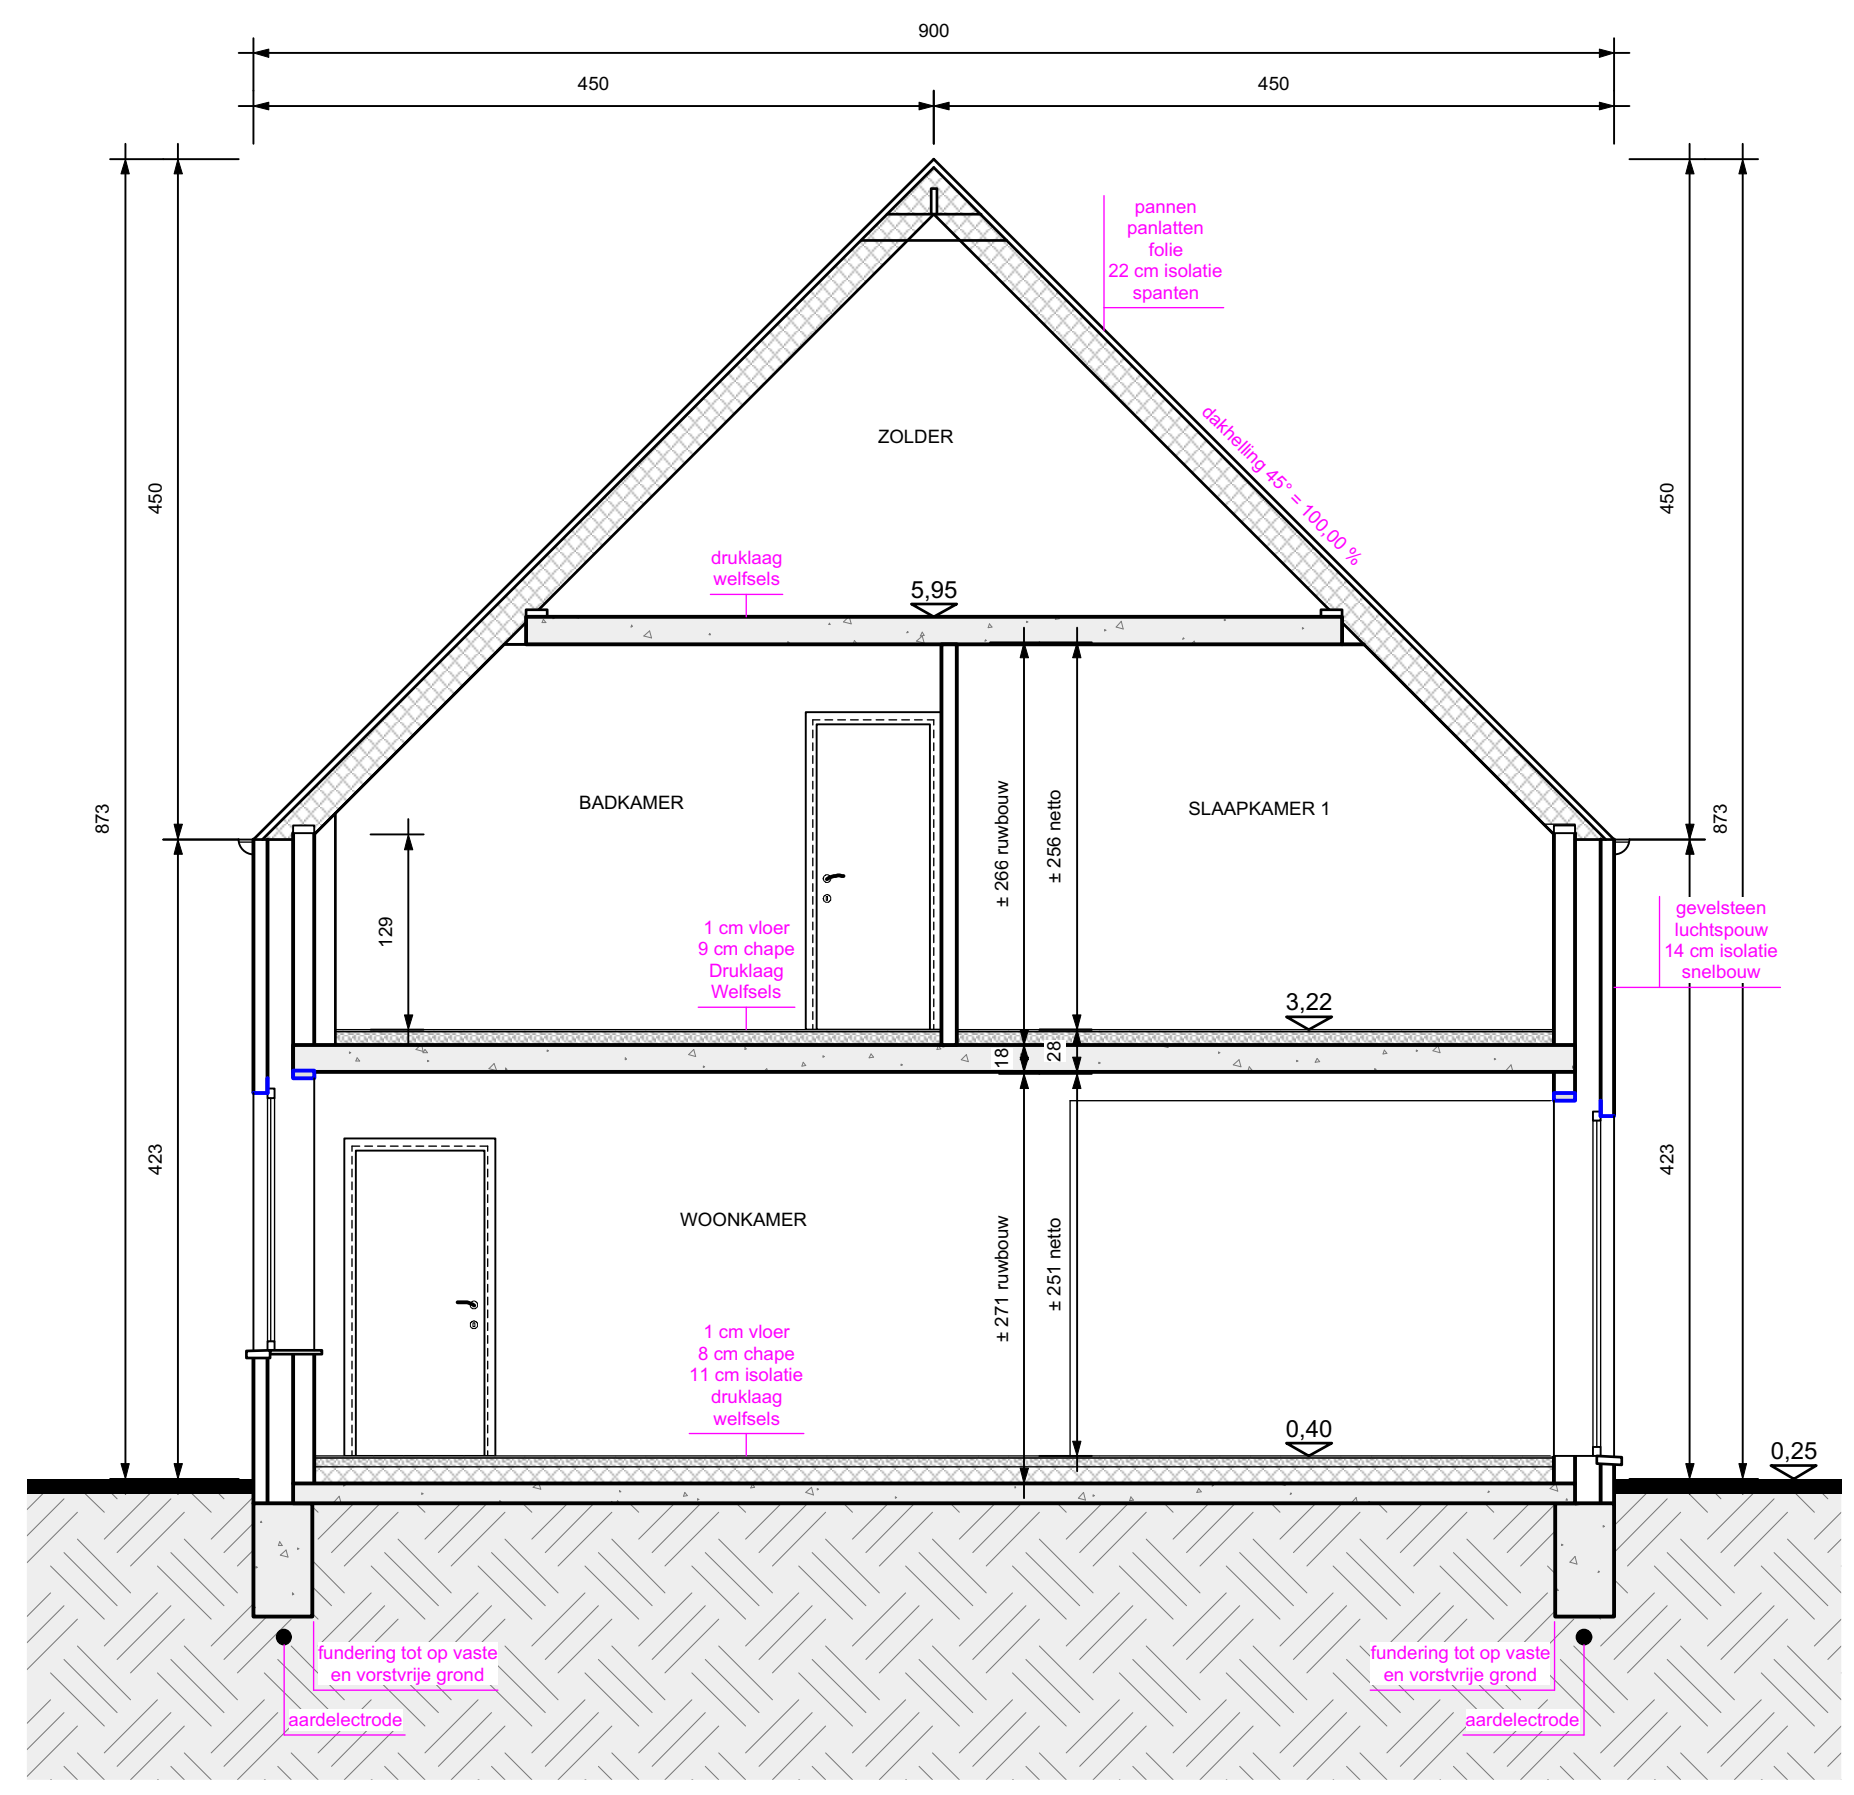 900
450
450
pannen
panlatten
folie
22 cm isolatie
spanten
dakhelling 45° = 100,00 %
ZOLDER
450
450
druklaag
welfsels
5,95
873
873
BADKAMER
SLAAPKAMER 1
± 266 ruwbouw
± 256 netto
129
1 cm vloer
9 cm chape
Druklaag
Welfsels
gevelsteen
luchtspouw
14 cm isolatie
snelbouw
3,22
18
28
423
423
WOONKAMER
± 271 ruwbouw
± 251 netto
1 cm vloer
8 cm chape
11 cm isolatie
druklaag
welfsels
0,40
0,25
fundering tot op vaste
en vorstvrije grond
aardelectrode
fundering tot op vaste
en vorstvrije grond
aardelectrode